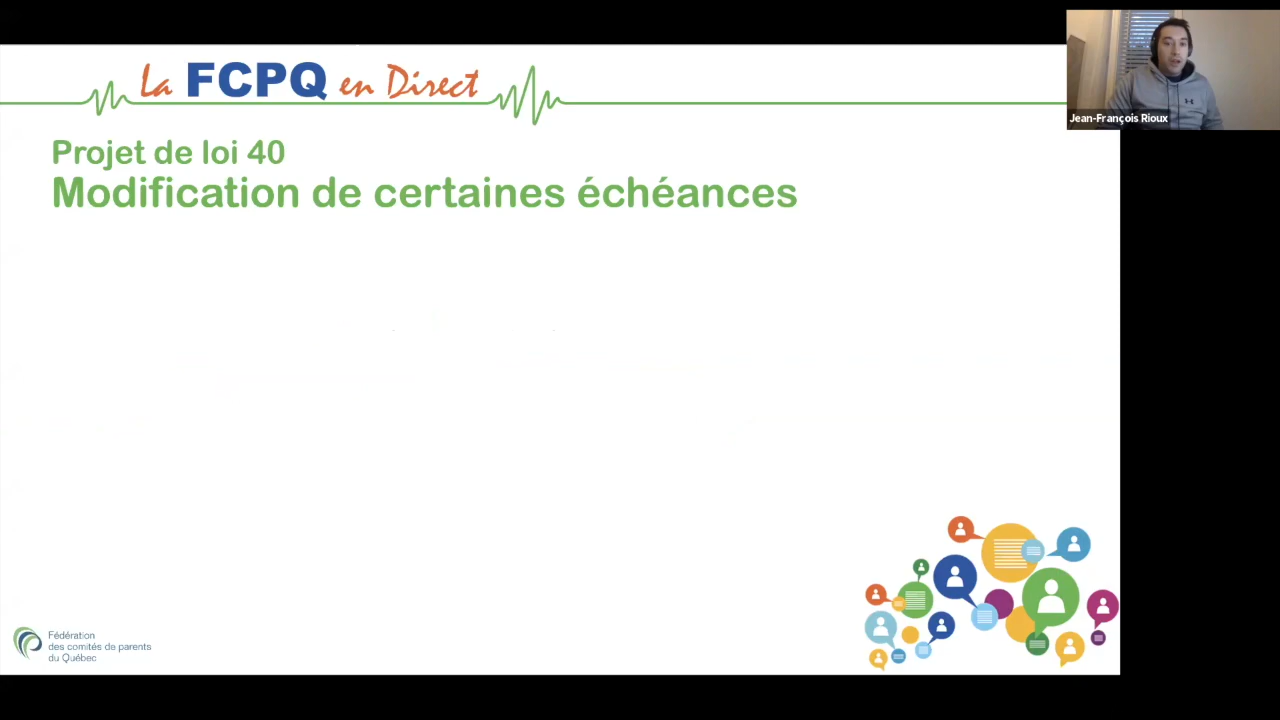 La FCPQ en Direct
Jean-François Rioux
Projet de loi 40
Modification de certaines échéances
Fédération
des comités de parents
du Québec